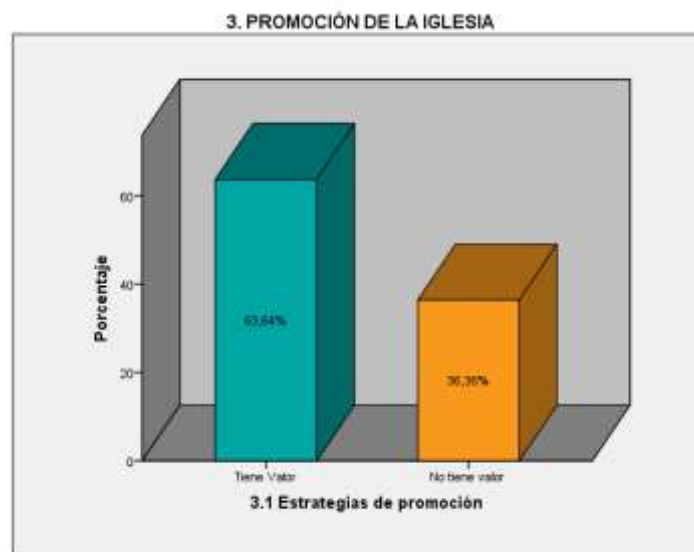 3. PROMOCIÓN DE LA IGLESIA
Porcentaje
60
40
20
0
63,64%
36,36%
Tiene Valor
No tiene valor
3.1 Estrategias de promoción